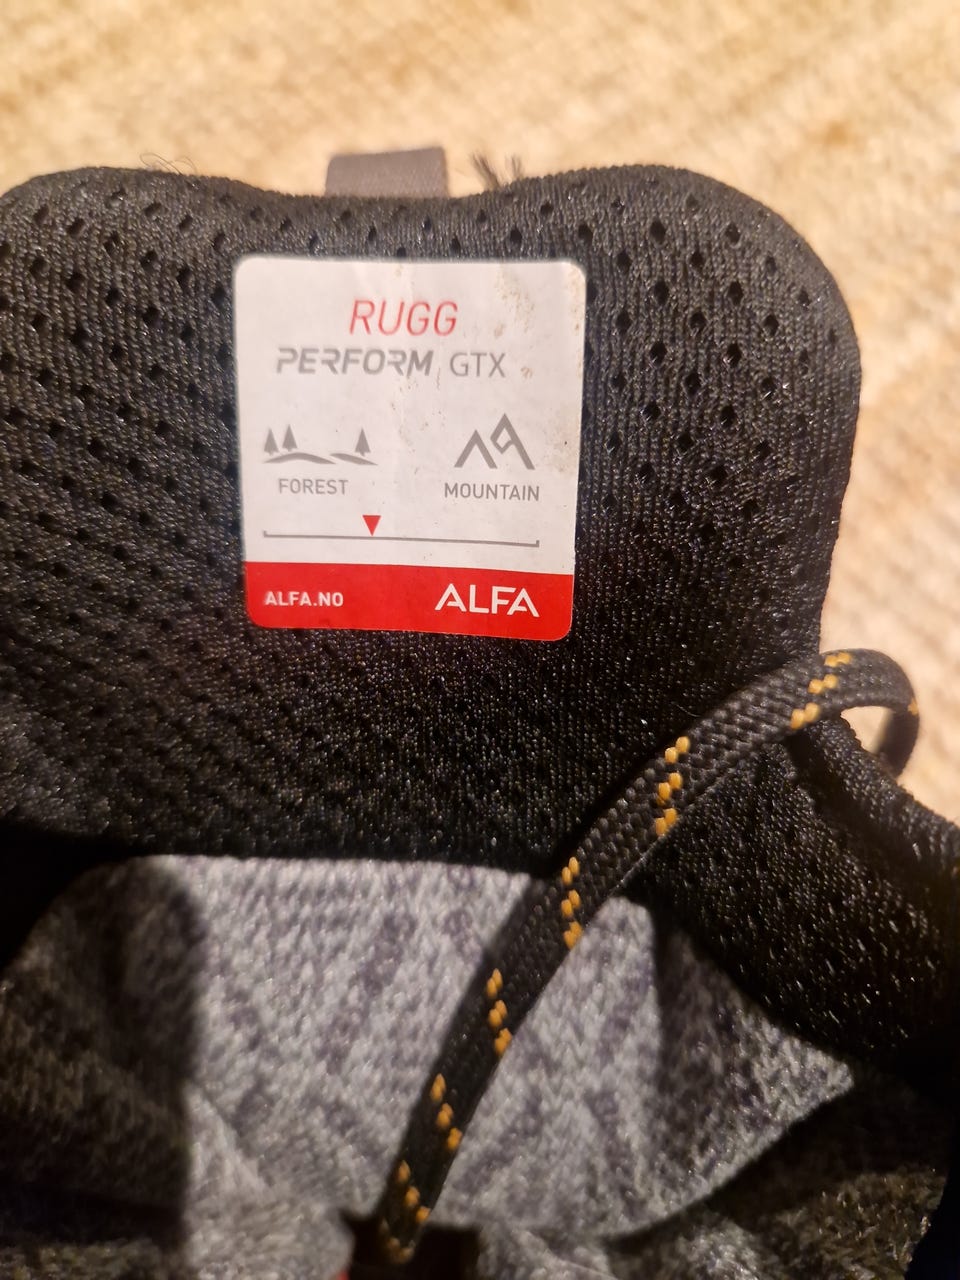 RUGG
PERFORM GTX
FOREST
MOUNTAIN
ALFA.NO
ALFA